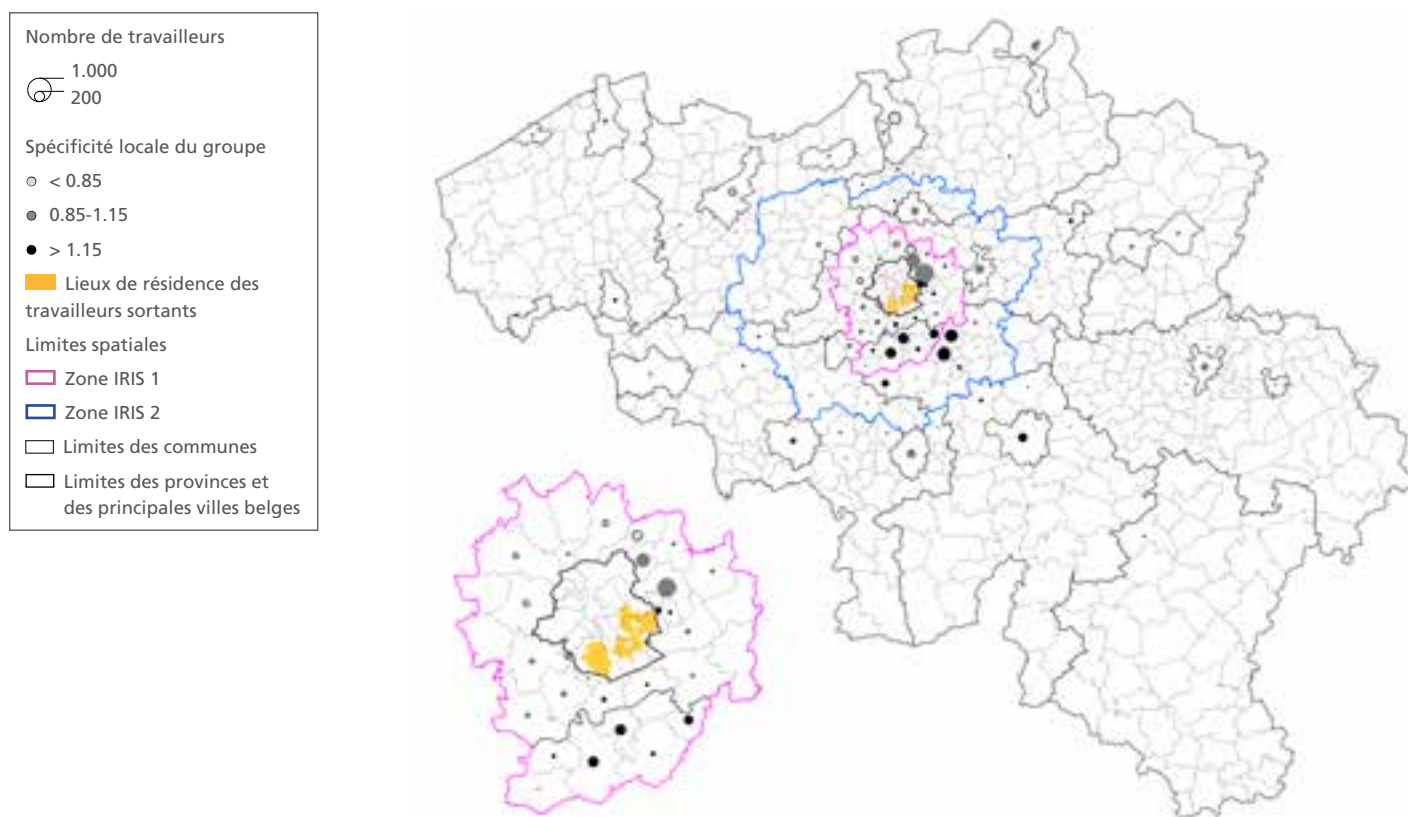 Nombre de travailleurs
1.000
200
Spécificité locale du groupe
< 0.85
0.85-1.15
> 1.15
Lieux de résidence des
travailleurs sortants
Limites spatiales
Zone IRIS 1
Zone IRIS 2
Limites des communes
Limites des provinces et
des principales villes belges